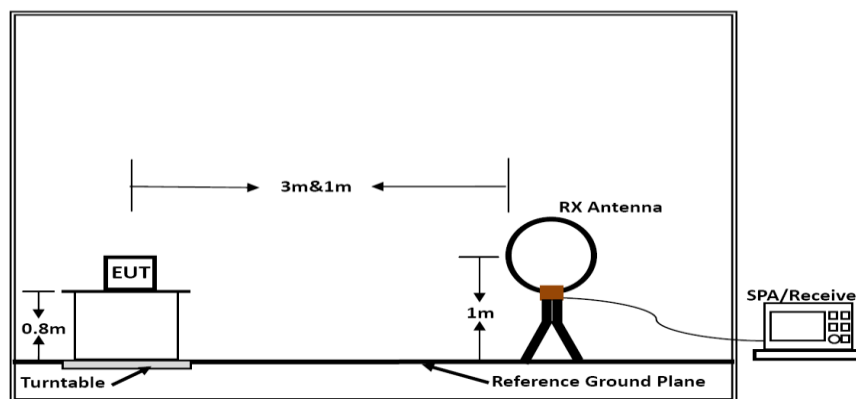 3m&1m
RX Antenna
EUT
SPA/Receive
0.8m
1m
Turntable
Reference Ground Plane